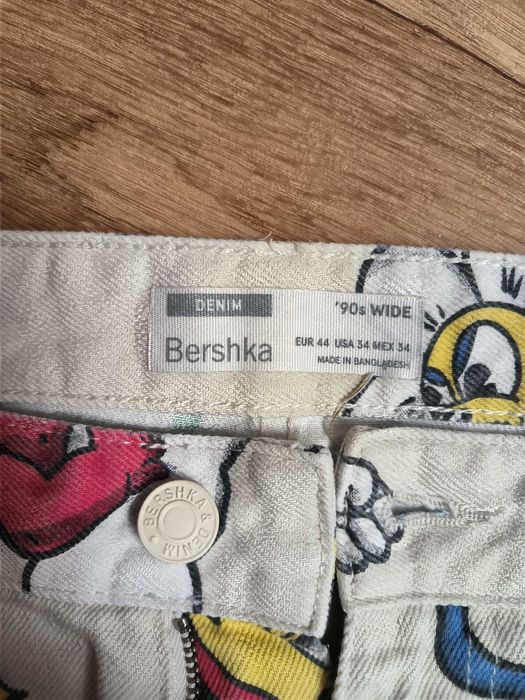 DENIM
'90s WIDE
Bershka
EUR 44 USA 34 MEX 34
MADE IN BANGLADESH
BERSHKA & DENIM •